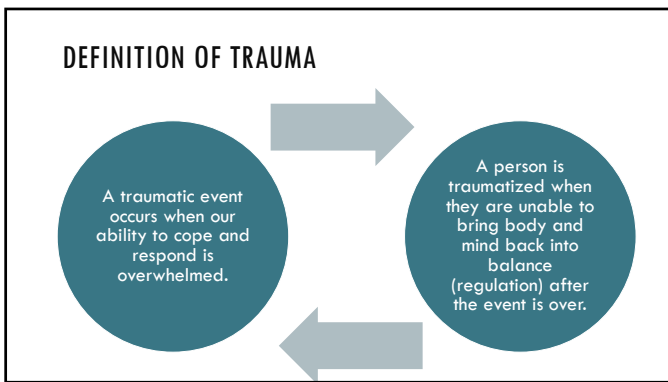 DEFINITION OF TRAUMA
A traumatic event
occurs when our
ability to cope and
respond is
overwhelmed.
A person is
traumatized when
they are unable to
bring body and
mind back into
balance
(regulation) after
the event is over.